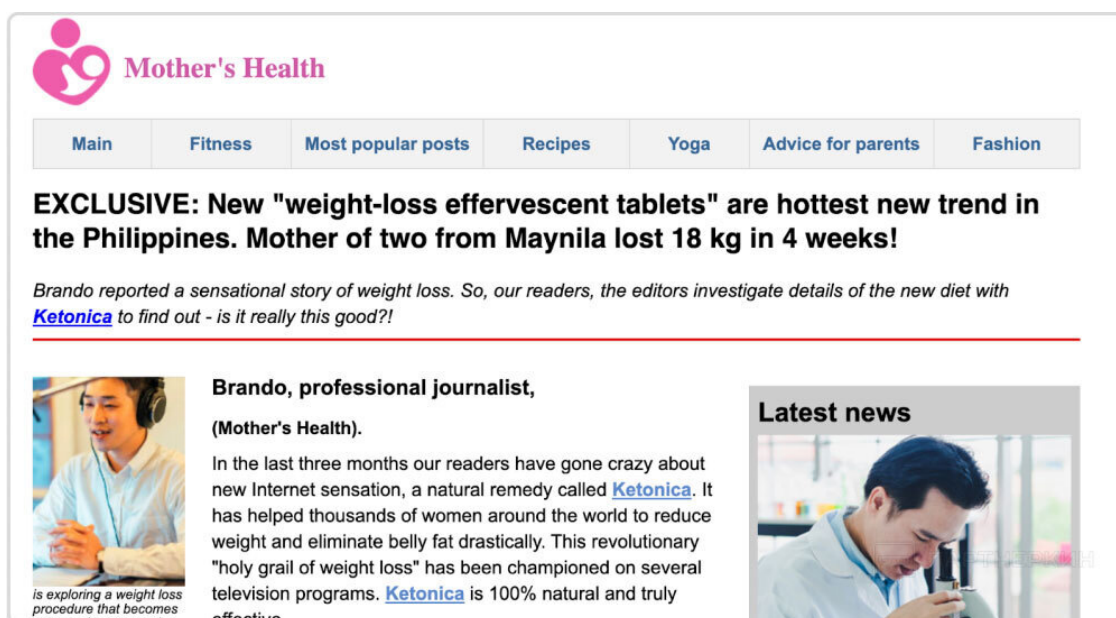 Mother's Health
Main Fitness Most popular posts Recipes Yoga Advice for parents Fashion
EXCLUSIVE: New "weight-loss effervescent tablets" are hottest new trend in
the Philippines. Mother of two from Maynila lost 18 kg in 4 weeks!
Brando reported a sensational story of weight loss. So, our readers, the editors investigate details of the new diet with
Ketonica to find out - is it really this good?!
Brando, professional journalist,
(Mother's Health).
In the last three months our readers have gone crazy about
new Internet sensation, a natural remedy called Ketonica. It
has helped thousands of women around the world to reduce
weight and eliminate belly fat drastically. This revolutionary
"holy grail of weight loss" has been championed on several
television programs. Ketonica is 100% natural and truly
is exploring a weight loss
procedure that becomes
Latest news